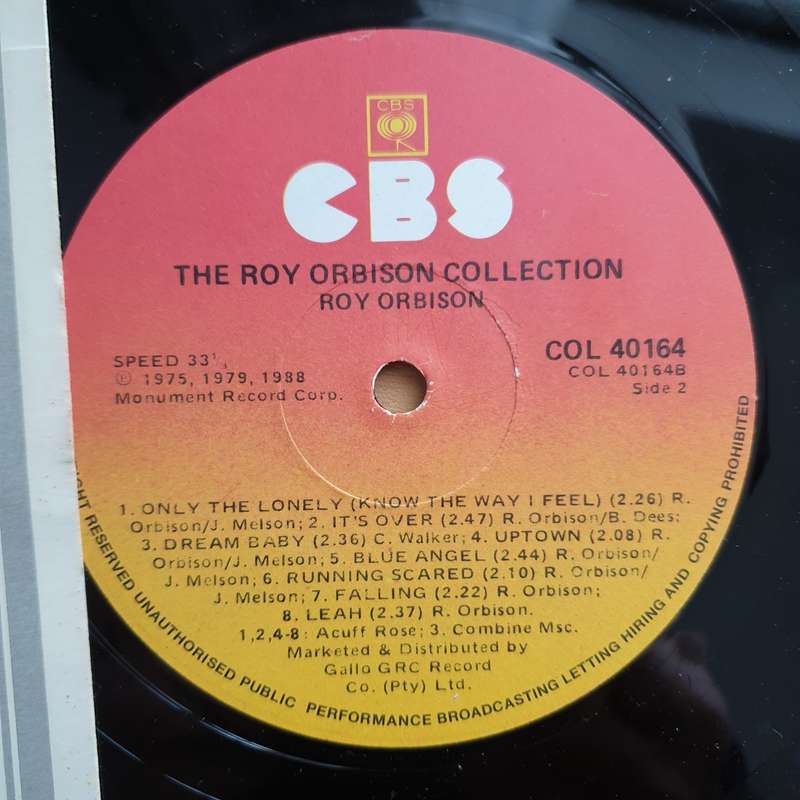 CBS
CBS
THE ROY ORBISON COLLECTION
ROY ORBISON
SPEED 33⅓
℗ 1975, 1979, 1988
Monument Record Corp.
COL 40164
COL 40164B
Side 2
1. ONLY THE LONELY (KNOW THE WAY I FEEL) (2.26) R.
Orbison/J. Melson; 2. IT'S OVER (2.47) R. Orbison/B. Dees;
3. DREAM BABY (2.36) C. Walker; 4. UPTOWN (2.08) R.
Orbison/J. Melson; 5. BLUE ANGEL (2.44) R. Orbison/
J. Melson; 6. RUNNING SCARED (2.10) R. Orbison/
J. Melson; 7. FALLING (2.22) R. Orbison;
8. LEAH (2.37) R. Orbison.
1,2,4-8: Acuff Rose; 3. Combine Msc.
Marketed & Distributed by
Gallo GRC Record
Co. (Pty) Ltd.
RESERVED UNAUTHORISED PUBLIC PERFORMANCE BROADCASTING LETTING HIRING AND COPYING PROHIBITED